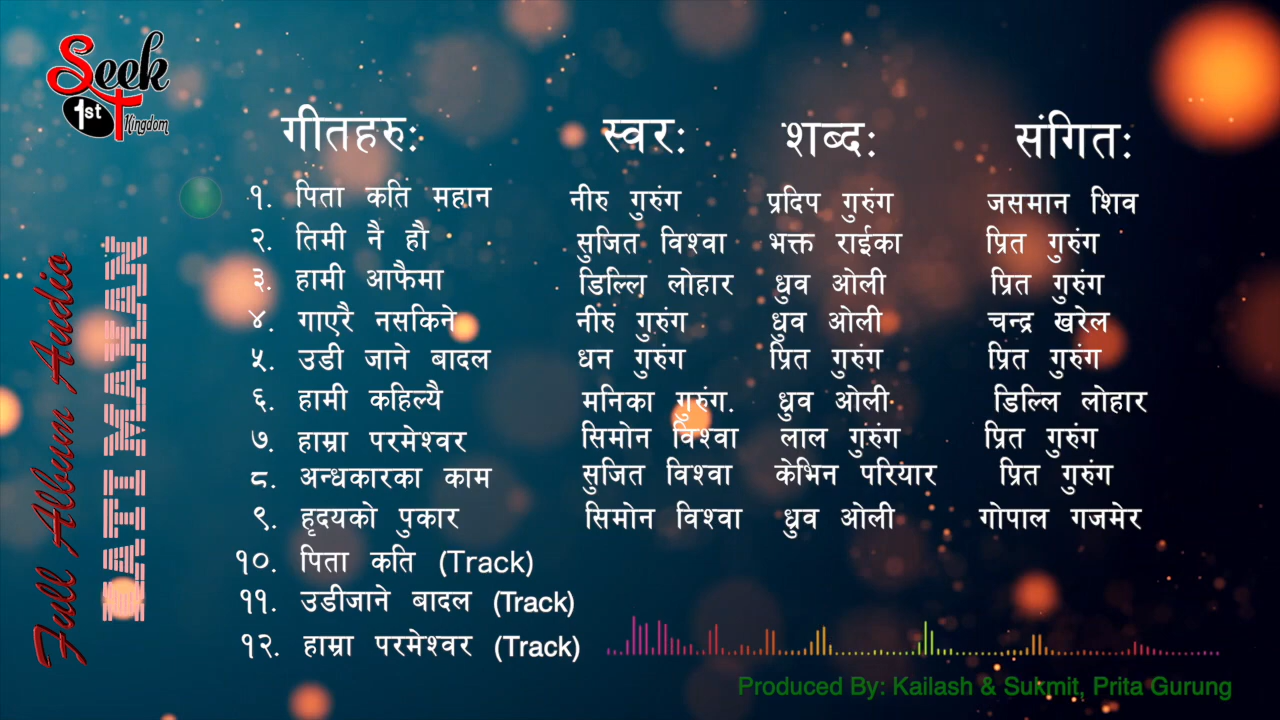 Seek
1st
Kingdom
गीतहरुः स्वरः शब्दः संगितः
१. पिता कति महान नीरु गुरुंग प्रदिप गुरुंग जसमान शिव
२. तिमी नै हौ सुजित विश्वा भक्त राईका प्रित गुरुंग
३. हामी आफैमा डिल्लि लोहार धुव ओली प्रित गुरुंग
४. गाएरै नसकिने नीरु गुरुंग धुव ओली चन्द्र खरेल
५. उडी जाने बादल धन गुरुंग प्रित गुरुंग प्रित गुरुंग
६. हामी कहिल्यै मनिका गुरुंग. ध्रुव ओली डिल्लि लोहार
७. हाम्रा परमेश्वर सिमोन विश्वा लाल गुंरुंग प्रित गुरुंग
८. अन्धकारका काम सुजित विश्वा केभिन परियार प्रित गुरुंग
९. हृदयको पुकार सिमोन विश्वा ध्रुव ओली गोपाल गजमेर
१०. पिता कति (Track)
११. उडीजाने बादल (Track)
१२. हाम्रा परमेश्वर (Track)
Full Album Audio
PATI MAHAN
Produced By: Kailash & Sukmit, Prita Gurung